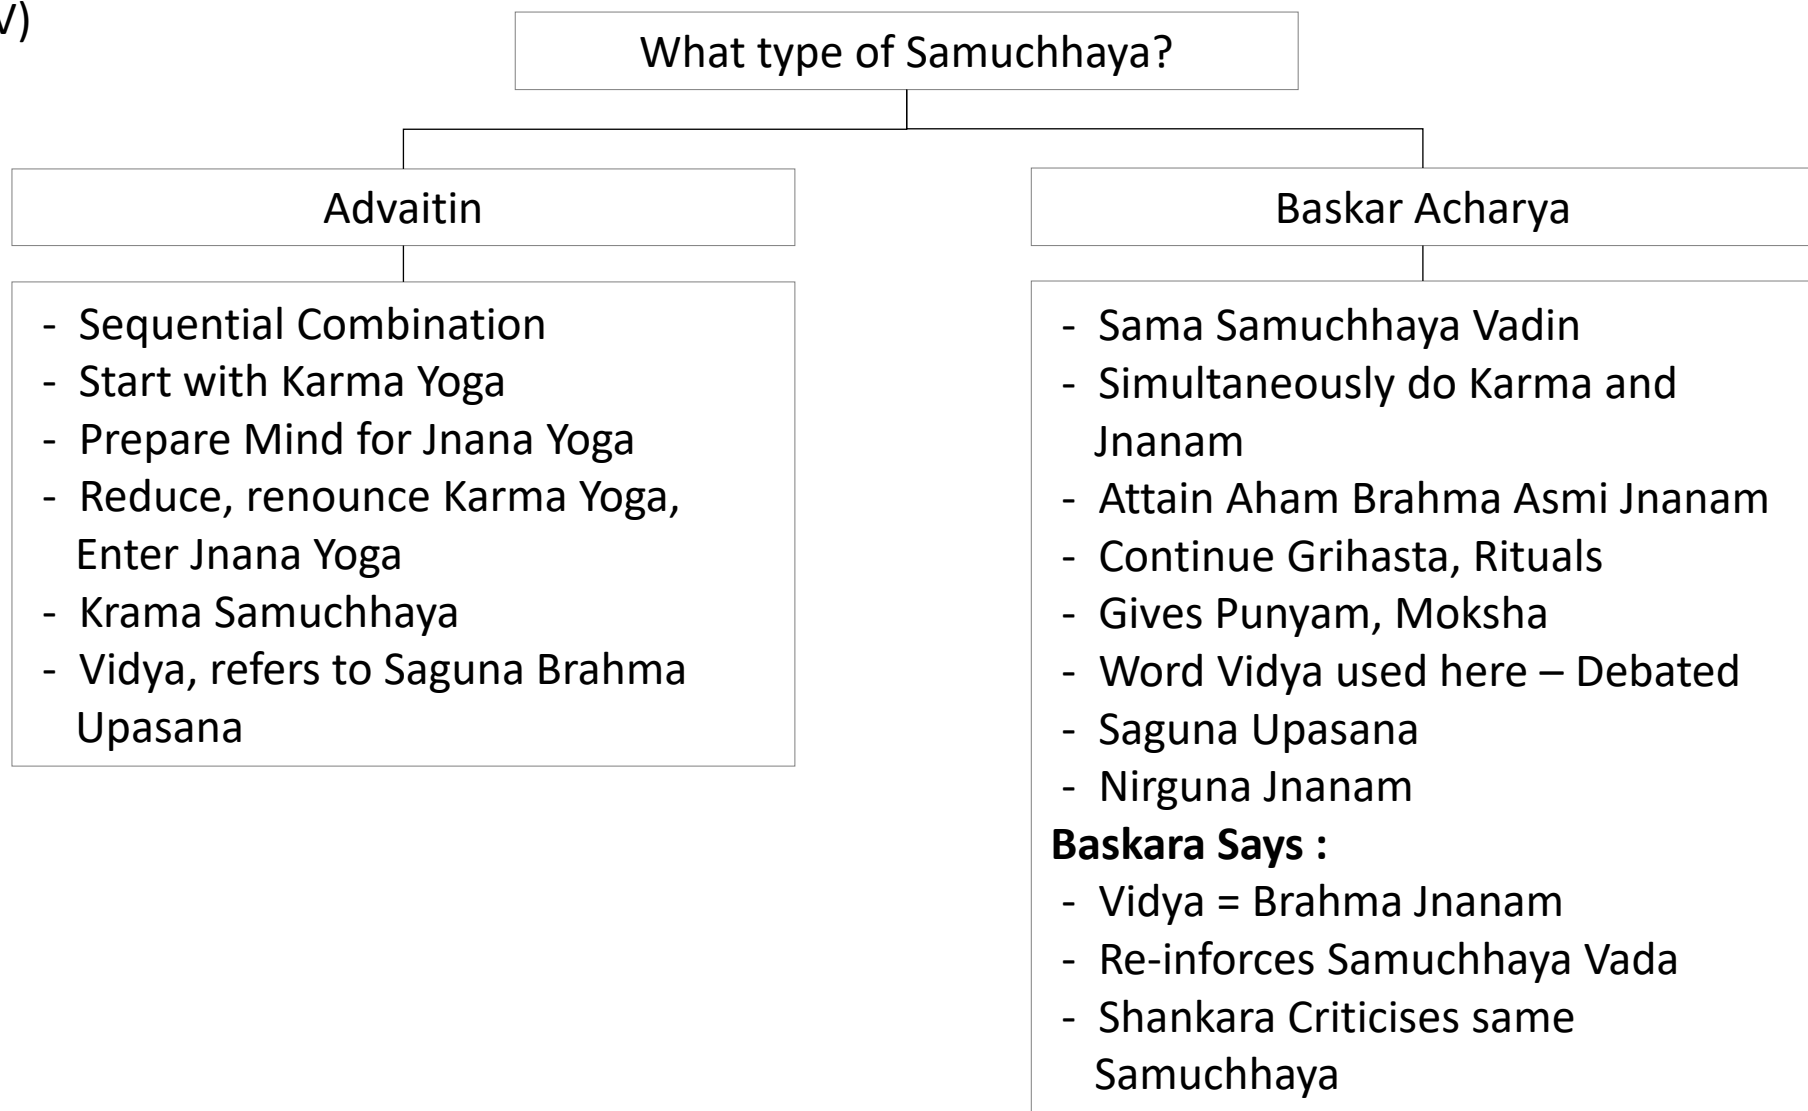 V)
What type of Samuchhaya?
Advaitin
- Sequential Combination
- Start with Karma Yoga
- Prepare Mind for Jnana Yoga
- Reduce, renounce Karma Yoga,
Enter Jnana Yoga
- Krama Samuchhaya
- Vidya, refers to Saguna Brahma
Upasana
Baskar Acharya
- Sama Samuchhaya Vadin
- Simultaneously do Karma and
Jnanam
- Attain Aham Brahma Asmi Jnanam
- Continue Grihasta, Rituals
- Gives Punyam, Moksha
- Word Vidya used here – Debated
- Saguna Upasana
- Nirguna Jnanam
Baskara Says :
- Vidya = Brahma Jnanam
- Re-inforces Samuchhaya Vada
- Shankara Criticises same
Samuchhaya